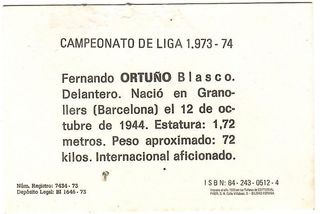 CAMPEONATO DE LIGA 1.973 - 74
Fernando ORTUÑO Blasco.
Delantero. Nació en Grano-
llers (Barcelona) el 12 de oc-
tubre de 1944. Estatura: 1,72
metros. Peso aproximado: 72
kilos. Internacional aficionado.
Núm. Registro: 7434 - 73
Depósito Legal: BI 1646 - 73
ISBN: 84-243-0512-4